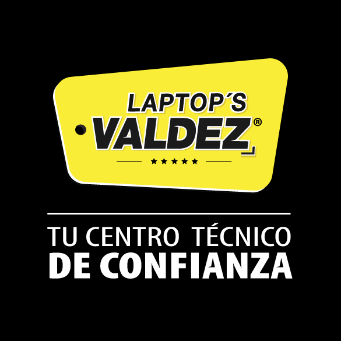 LAPTOP´S
VALDEZ®
TU CENTRO TÉCNICO
DE CONFIANZA